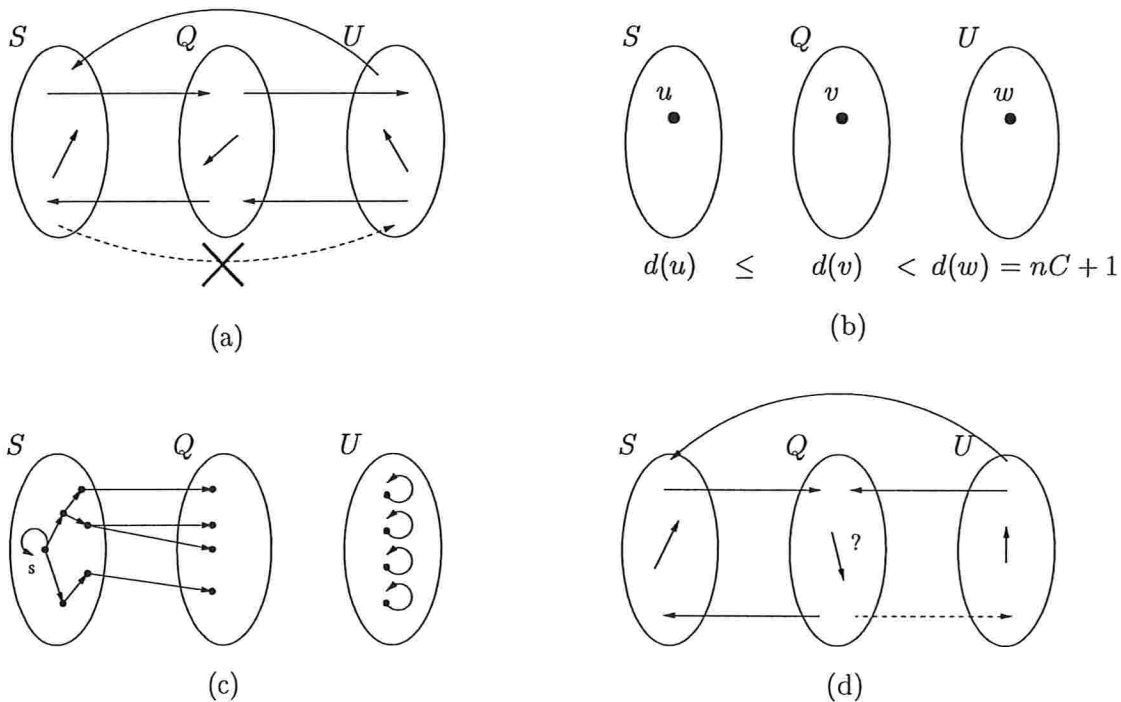 S Q U
(a)
S Q U
u v w
d(u) ≤ d(v) < d(w) = nC + 1
(b)
S Q U
s
(c)
S Q U
?
(d)